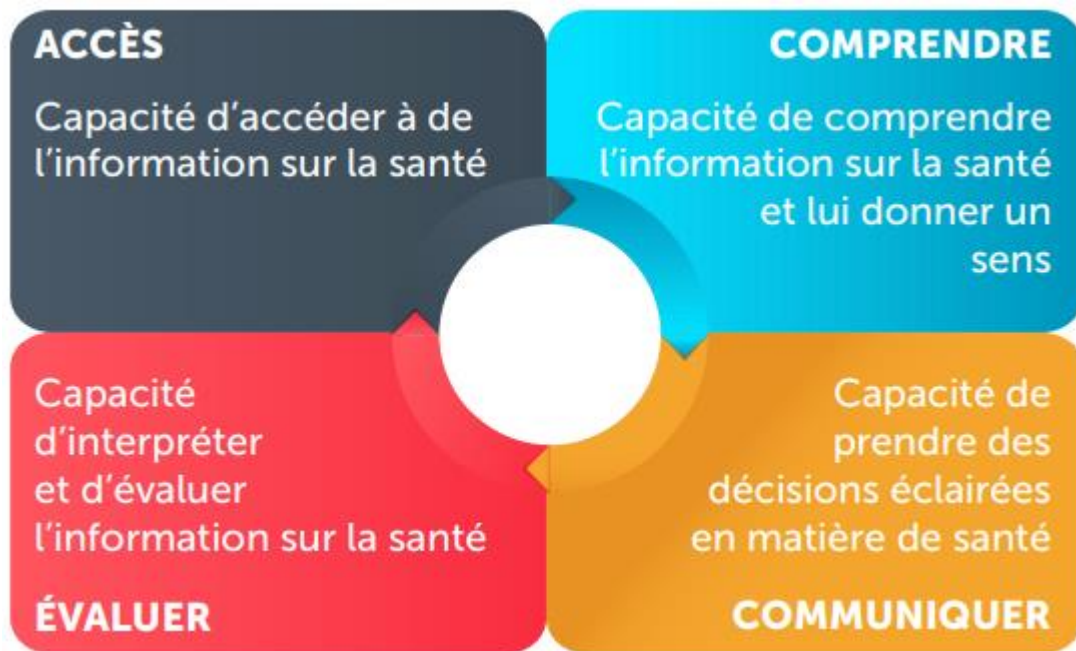 ACCÈS
Capacité d'accéder à de
l'information sur la santé
COMPRENDRE
Capacité de comprendre
l'information sur la santé
et lui donner un
sens
Capacité
d'interpréter
et d'évaluer
l'information sur la santé
ÉVALUER
Capacité de
prendre des
décisions éclairées
en matière de santé
COMMUNIQUER